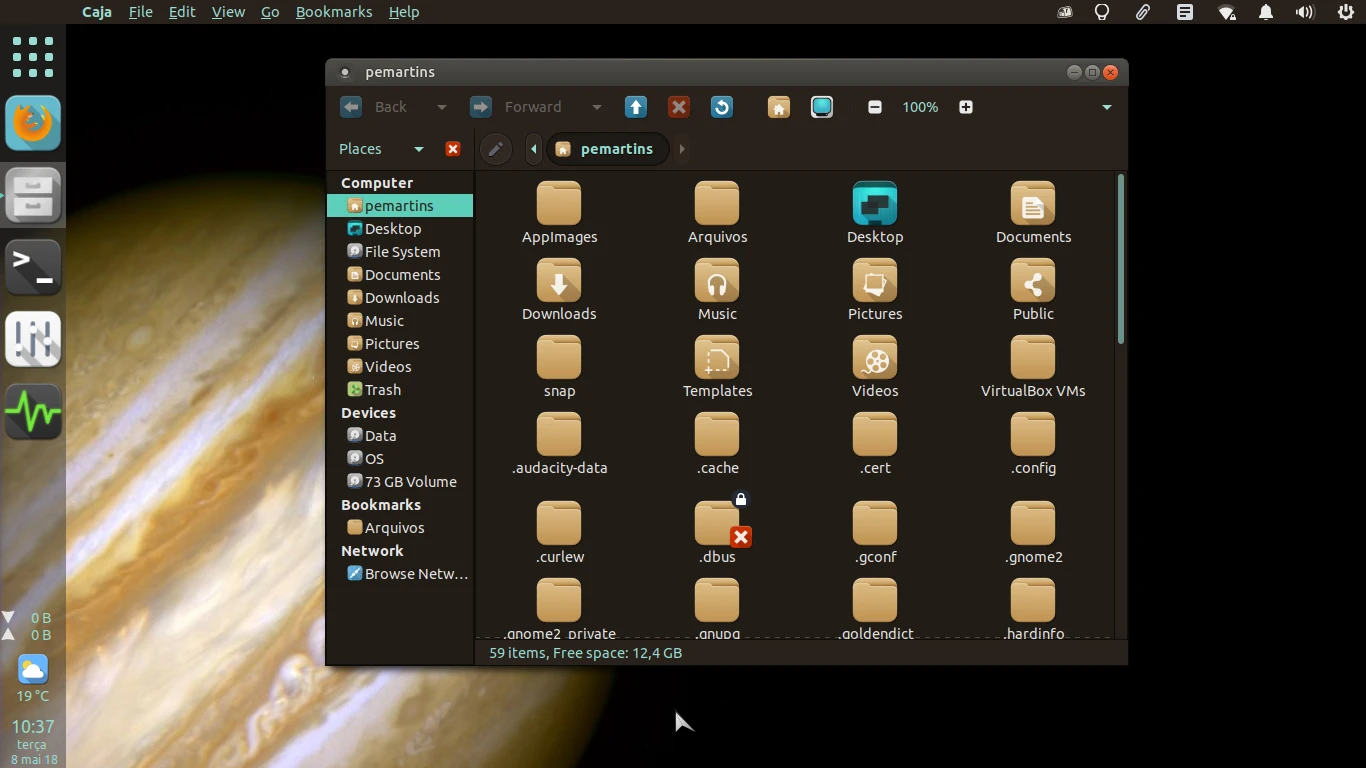 Caja File Edit View Go Bookmarks Help
pemartins
Back Forward 100%
Places pemartins
Computer
pemartins
Desktop
File System
Documents
Downloads
Music
Pictures
Videos
Trash
Devices
Data
OS
73 GB Volume
Bookmarks
Arquivos
Network
Browse Netw...
AppImages Arquivos Desktop Documents
Downloads Music Pictures Public
snap Templates Videos VirtualBox VMs
.audacity-data .cache .cert .config
.curlew .dbus .gconf .gnome2
.gnome2_private .gnupg .goldendict .hardinfo
59 items, Free space: 12,4 GB
0 B
0 B
19 °C
10:37
terça
8 mai 18